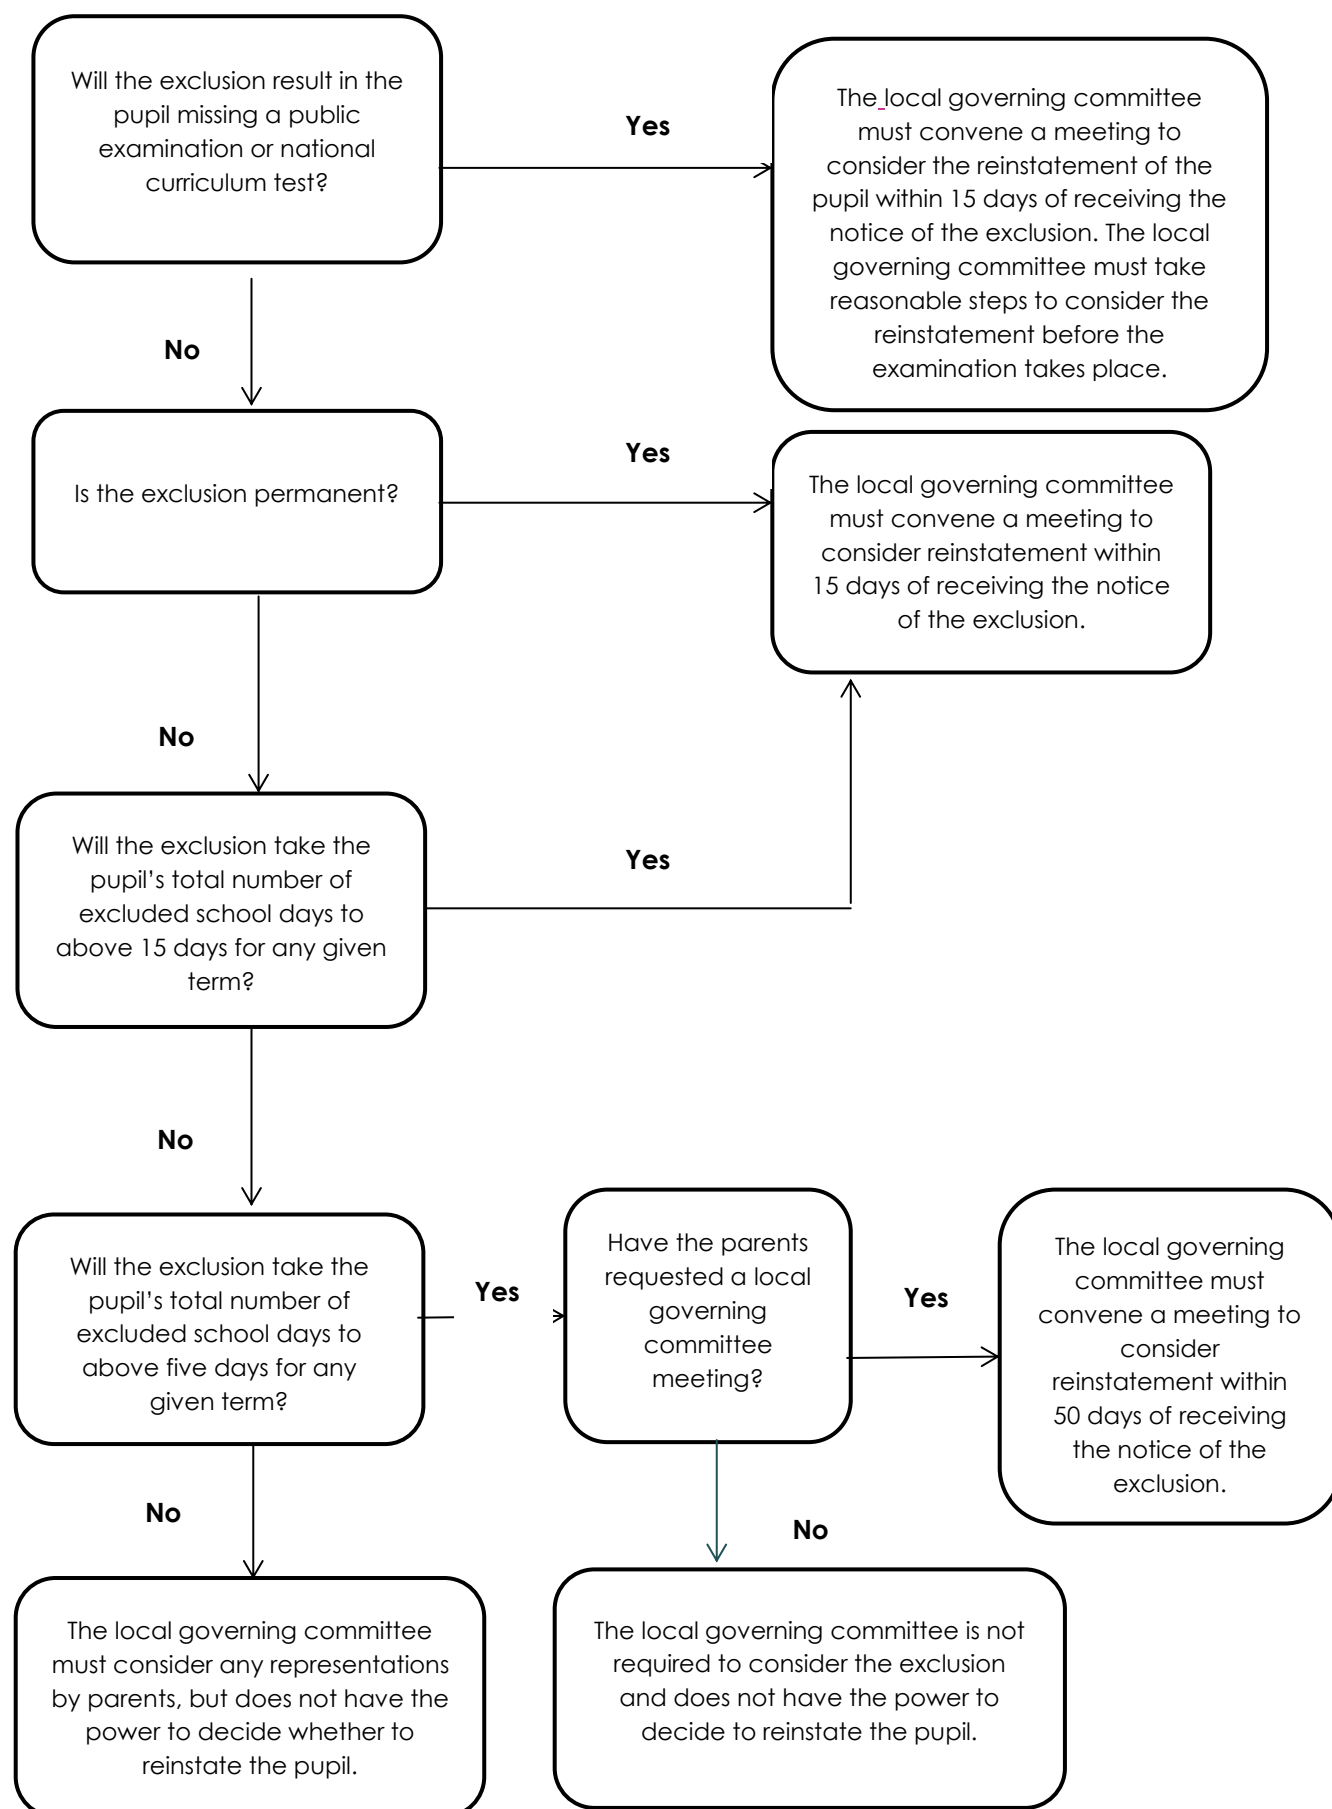 Will the exclusion result in the
pupil missing a public
examination or national
curriculum test?
Yes
The local governing committee
must convene a meeting to
consider the reinstatement of the
pupil within 15 days of receiving the
notice of the exclusion. The local
governing committee must take
reasonable steps to consider the
reinstatement before the
examination takes place.
No
Is the exclusion permanent?
Yes
The local governing committee
must convene a meeting to
consider reinstatement within
15 days of receiving the notice
of the exclusion.
No
Will the exclusion take the
pupil’s total number of
excluded school days to
above 15 days for any given
term?
Yes
No
Will the exclusion take the
pupil’s total number of
excluded school days to
above five days for any
given term?
Yes
Have the parents
requested a local
governing
committee
meeting?
Yes
The local governing
committee must
convene a meeting to
consider
reinstatement within
50 days of receiving
the notice of the
exclusion.
No
No
The local governing committee
must consider any representations
by parents, but does not have the
power to decide whether to
reinstate the pupil.
The local governing committee is not
required to consider the exclusion
and does not have the power to
decide to reinstate the pupil.